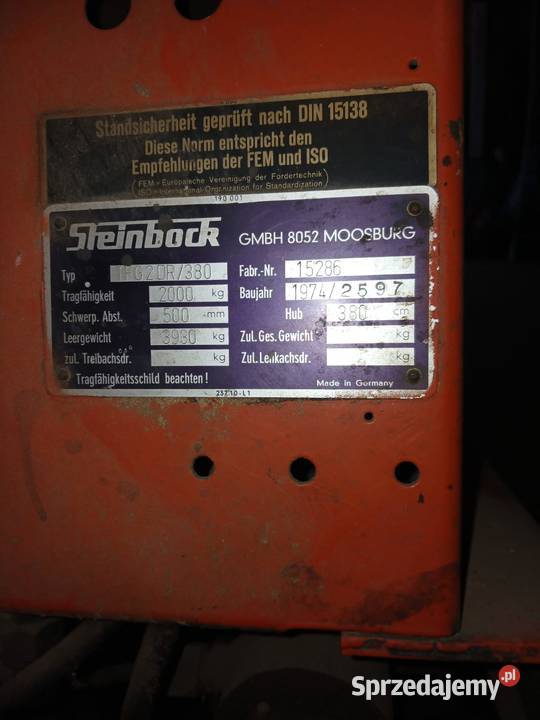 Standsicherheit geprüft nach DIN 15138
Diese Norm entspricht den
Empfehlungen der FEM und ISO
(FEM = Europäische Vereinigung der Fördertechnik)
ISO = International Organization for Standardization)
190 001
Steinbock GMBH 8052 MOOSBURG
Typ FG20R/380 Fabr.-Nr. 15286
Tragfähigkeit 2000 kg Baujahr 1974/2597
Schwerp. Abst. 500 mm Hub 380 cm
Leergewicht kg Zul. Ges. Gewicht kg
zul. Treibachsdr. kg Zul. Lenkachsdr. kg
Tragfähigkeitsschild beachten! Made in Germany
Sprzedajemy.pl